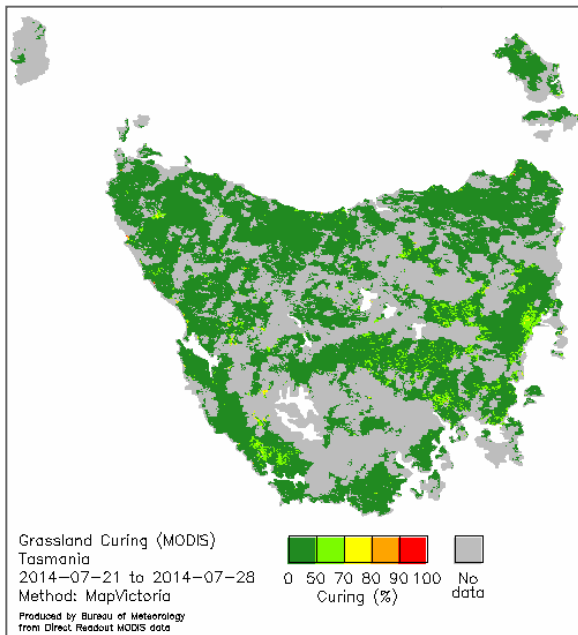 Grassland Curing (MODIS)
Tasmania
2014-07-21 to 2014-07-28
Method: MapVictoria
Produced by Bureau of Meteorology
from Direct Readout MODIS data
0 50 70 80 90 100
Curing (%)
No
data